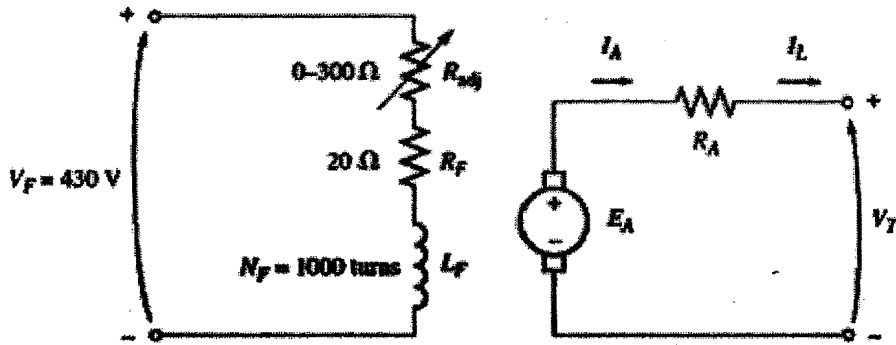 +
0–300 Ω
R_adj
20 Ω
R_F
V_F = 430 V
N_F = 1000 turns
L_F
–
I_A
I_L
+
R_A
+
–
E_A
V_T
–